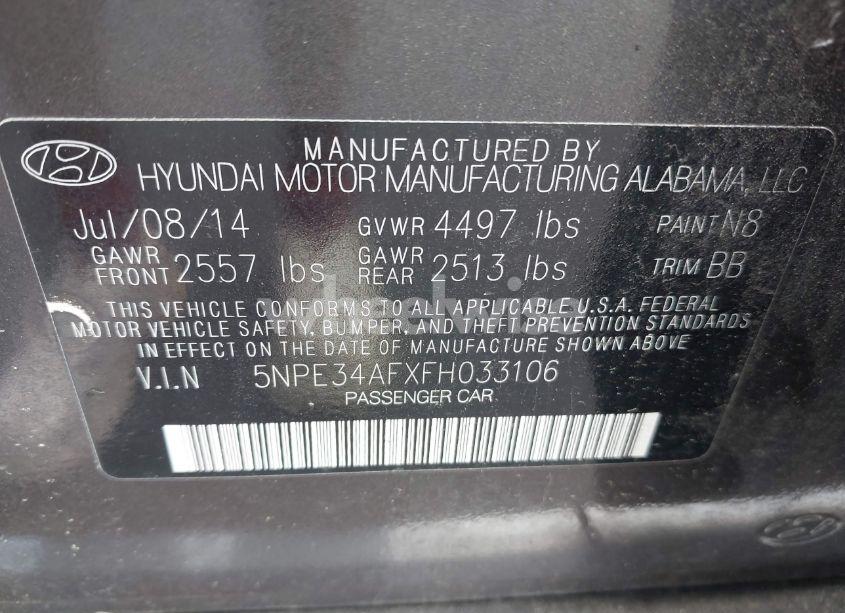 MANUFACTURED BY
HYUNDAI MOTOR MANUFACTURING ALABAMA, LLC
Jul/08/14 GVWR 4497 lbs PAINT N8
GAWR FRONT 2557 lbs GAWR REAR 2513 lbs TRIM BB
THIS VEHICLE CONFORMS TO ALL APPLICABLE U.S.A. FEDERAL
MOTOR VEHICLE SAFETY, BUMPER, AND THEFT PREVENTION STANDARDS
IN EFFECT ON THE DATE OF MANUFACTURE SHOWN ABOVE
V.I.N 5NPE34AFXFH033106
PASSENGER CAR